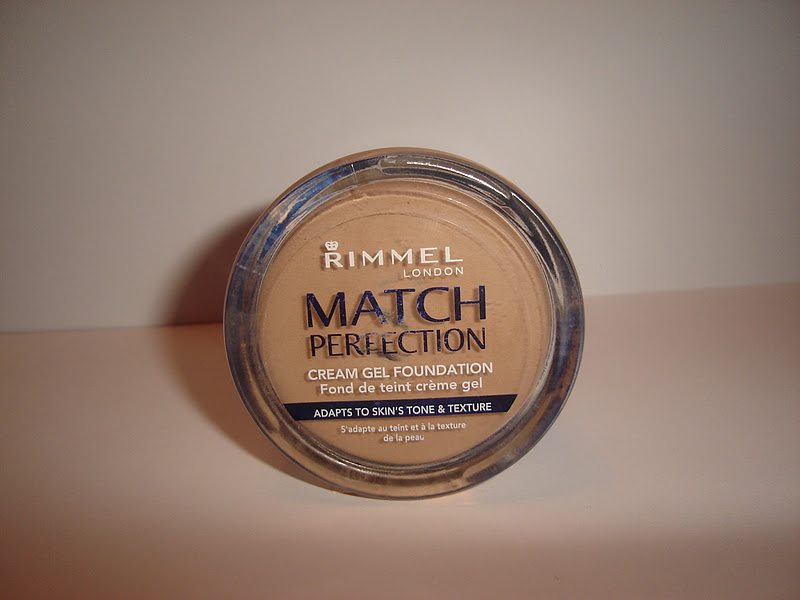 RIMMEL
LONDON
MATCH
PERFECTION
CREAM GEL FOUNDATION
Fond de teint crème gel
ADAPTS TO SKIN'S TONE & TEXTURE
S'adapte au teint et à la texture
de la peau